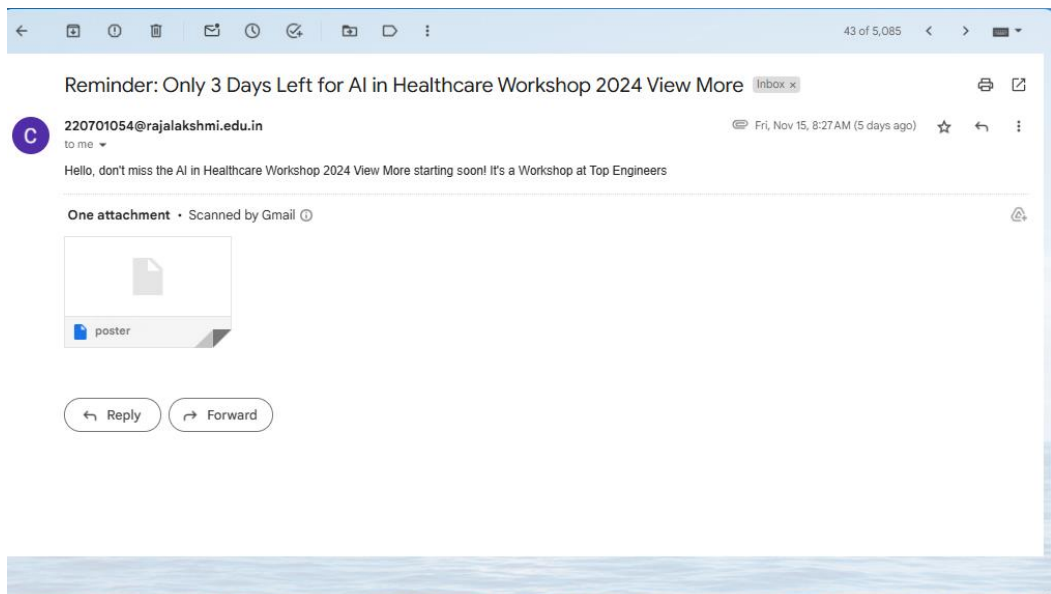 43 of 5,085
Reminder: Only 3 Days Left for AI in Healthcare Workshop 2024 View More Inbox ×
C
220701054@rajalakshmi.edu.in
Fri, Nov 15, 8:27 AM (5 days ago)
to me
Hello, don't miss the AI in Healthcare Workshop 2024 View More starting soon! It's a Workshop at Top Engineers
One attachment • Scanned by Gmail
poster
Reply Forward